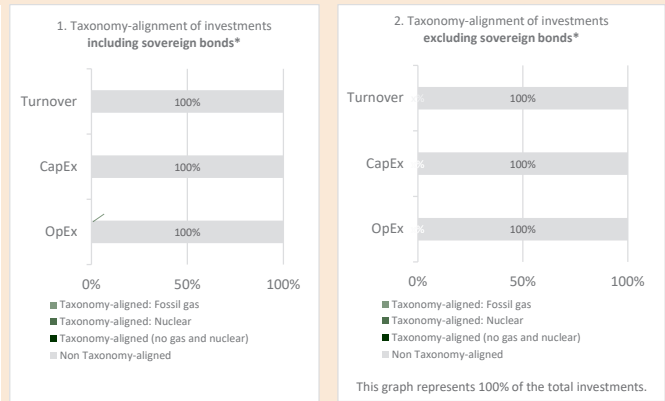 1. Taxonomy-alignment of investments
including sovereign bonds*
Turnover
100%
CapEx
100%
OpEx
100%
0% 50% 100%
Taxonomy-aligned: Fossil gas
Taxonomy-aligned: Nuclear
Taxonomy-aligned (no gas and nuclear)
Non Taxonomy-aligned
2. Taxonomy-alignment of investments
excluding sovereign bonds*
Turnover
100%
CapEx
100%
OpEx
100%
0% 50% 100%
Taxonomy-aligned: Fossil gas
Taxonomy-aligned: Nuclear
Taxonomy-aligned (no gas and nuclear)
Non Taxonomy-aligned
This graph represents 100% of the total investments.